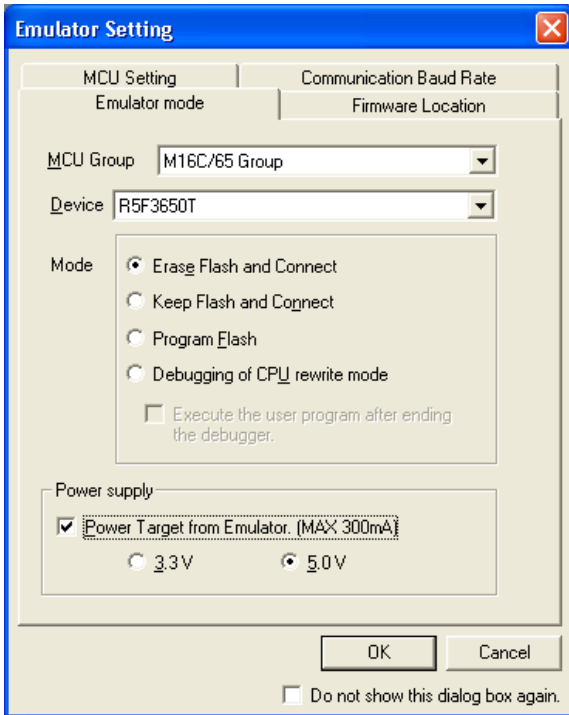 Emulator Setting
MCU Setting
Communication Baud Rate
Emulator mode
Firmware Location
MCU Group
M16C/65 Group
Device
R5F3650T
Mode
Erase Flash and Connect
Keep Flash and Connect
Program Flash
Debugging of CPU rewrite mode
Execute the user program after ending
the debugger.
Power supply
Power Target from Emulator. (MAX 300mA)
3.3 V
5.0 V
OK
Cancel
Do not show this dialog box again.